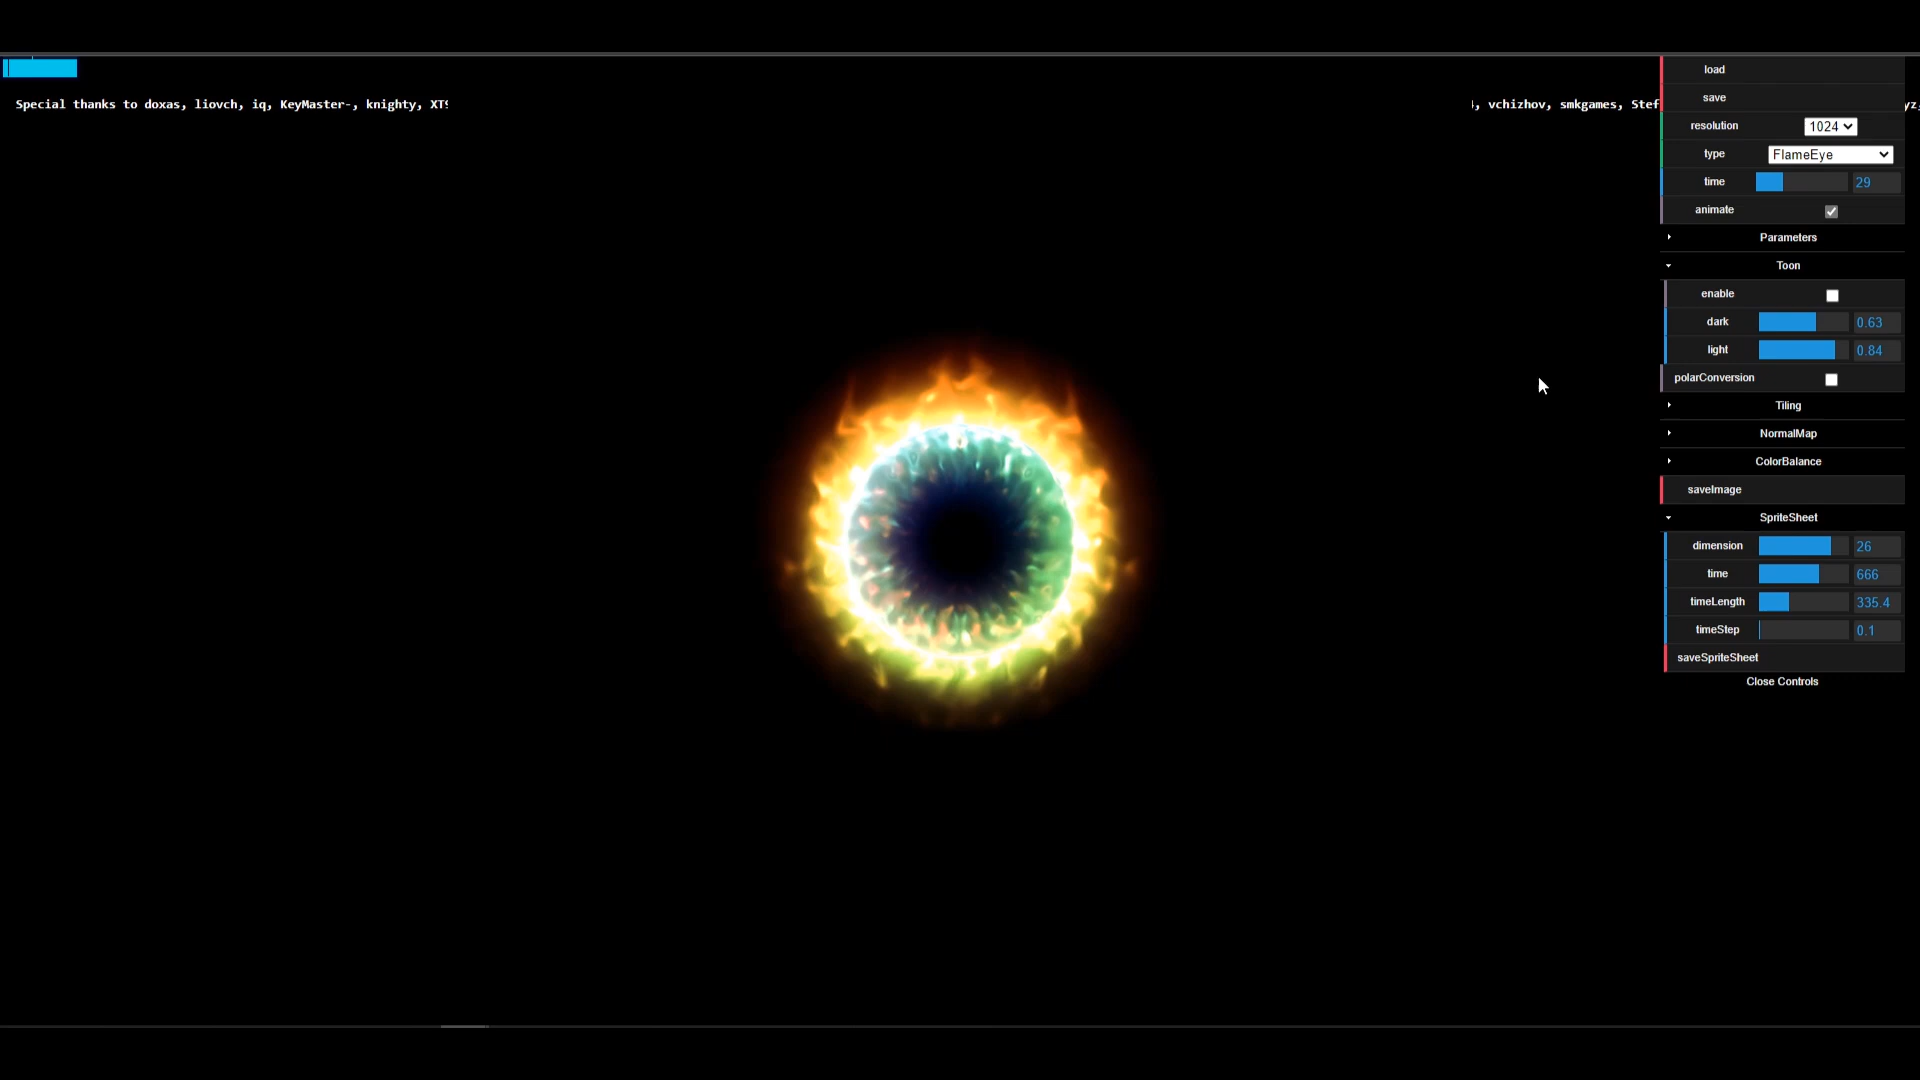 Special thanks to doxas, liovch, iq, KeyMaster-, knighty,
vchizhov, smkgames,
load
save
resolution 1024
type FlameEye
time 29
animate
Parameters
Toon
enable
dark 0.63
light 0.84
polarConversion
Tiling
NormalMap
ColorBalance
saveImage
SpriteSheet
dimension 26
time 666
timeLength 335.4
timeStep 0.1
saveSpriteSheet
Close Controls